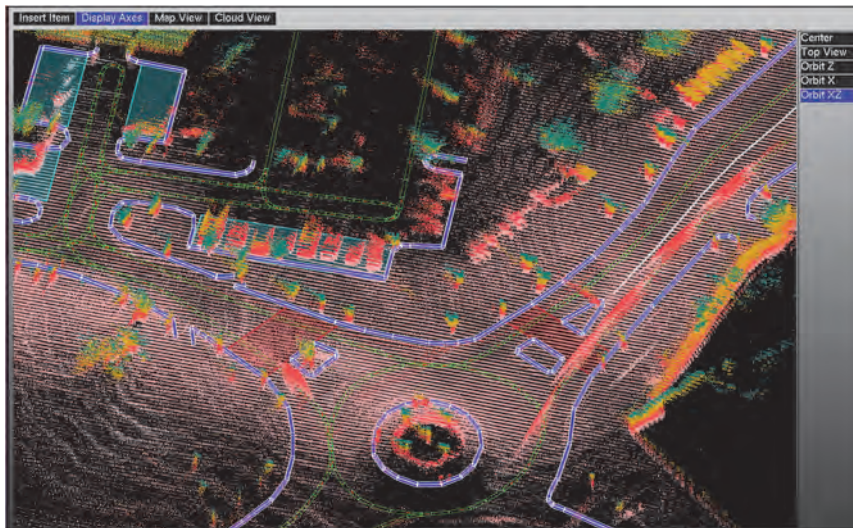 Insert Item
Display Axes
Map View
Cloud View
Center
Top View
Orbit Z
Orbit X
Orbit XZ